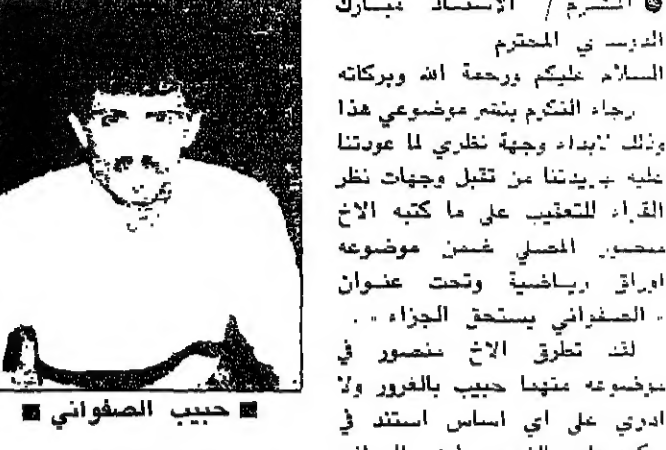 المكرم / الاستاذ مبارك
الدوسري المحترم
السلام عليكم ورحمة الله وبركاته
رجاء التكرم بنشر موضوعي هذا
وذلك لابداء وجهة نظري لما عودتنا
عليه جريدتنا من تقبل وجهات نظر
القراء للتعقيب على ما كتبه الاخ
منصور المصلي ضمن موضوعه
اوراق رياضية وتحت عنوان
« الصفواني يستحق الجزاء » .
لقد تطرق الاخ منصور في
موضوعه متهما حبيب بالغرور ولا
ادري على اي اساس استند في
حبيب الصفواني